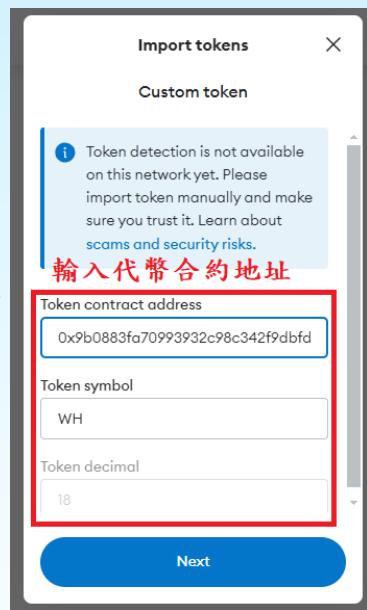 Import tokens
Custom token
Token detection is not available
on this network yet. Please
import token manually and make
sure you trust it. Learn about
scams and security risks.
輸入代幣合約地址
Token contract address
0x9b0883fa70993932c98c342f9dbfd
Token symbol
WH
Token decimal
18
Next